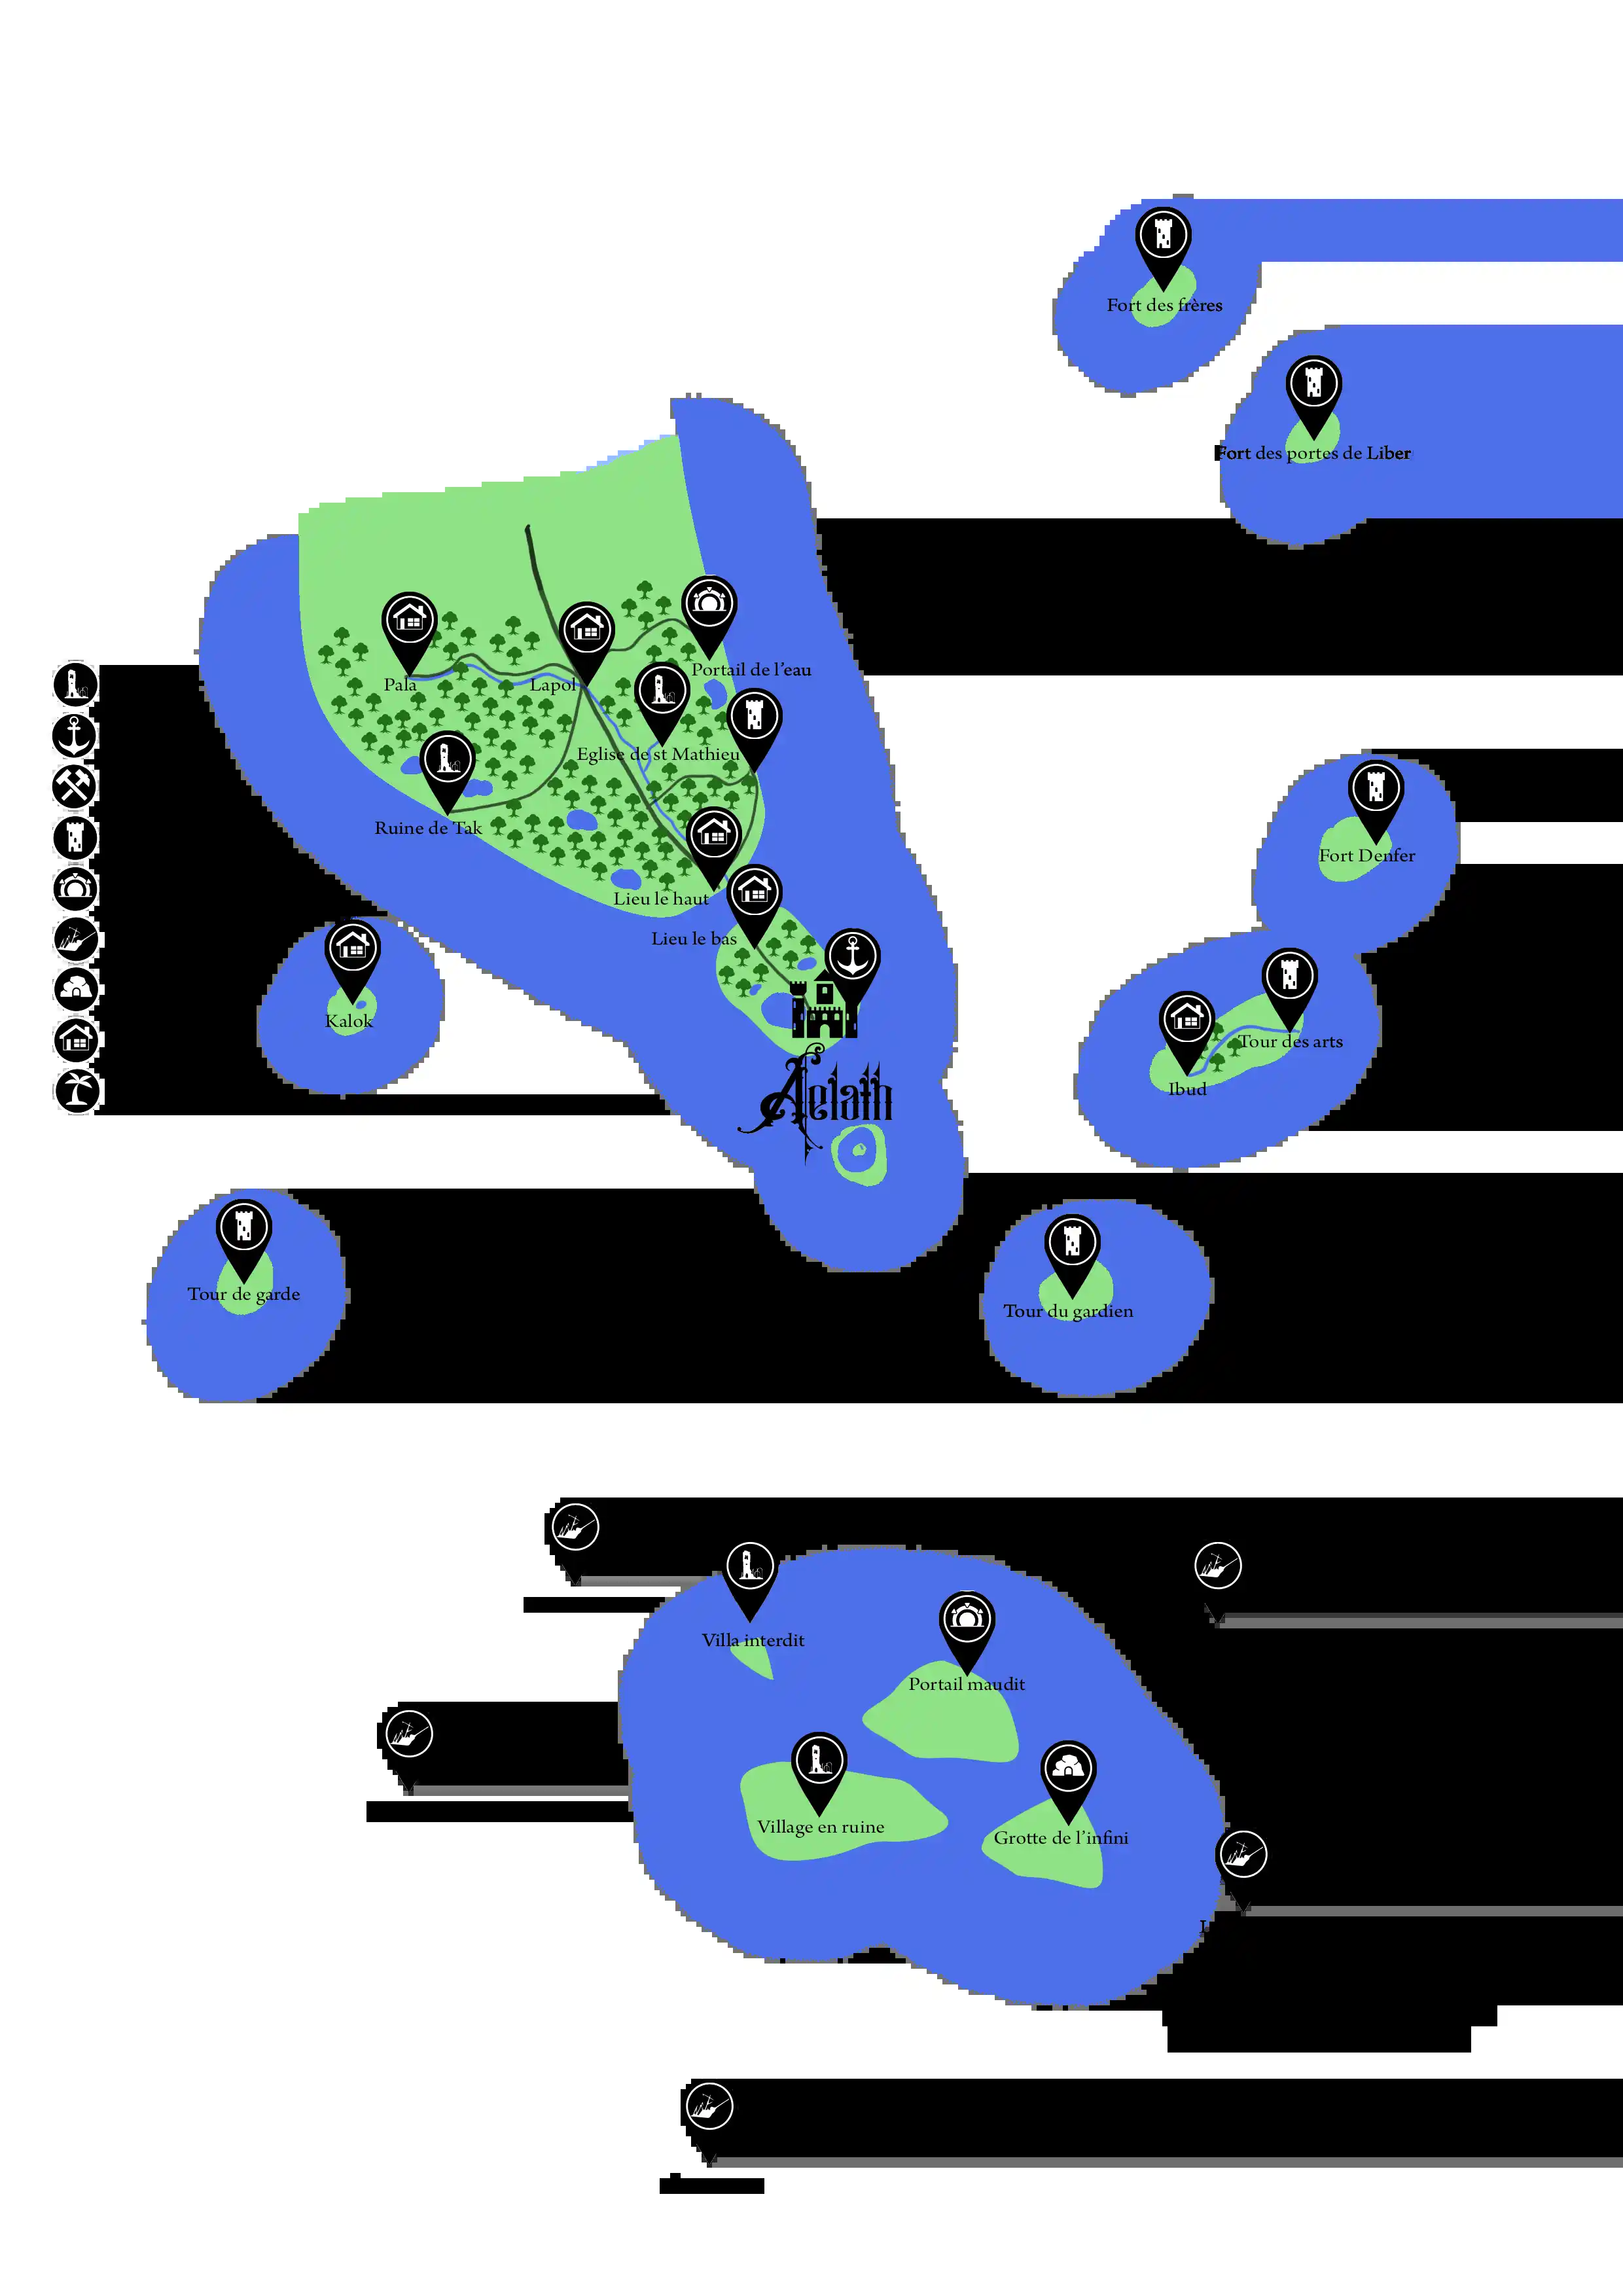 Fort des frères
Fort des portes de Liber
Portail de l'eau
Pala
Lapol
Eglise de st Mathieu
Ruine de Tak
Fort Denfer
Lieu le haut
Lieu le bas
Kalok
Tour des arts
Ibud
Aclath
Tour de garde
Tour du gardien
Villa interdit
Portail maudit
Village en ruine
Grotte de l'infini